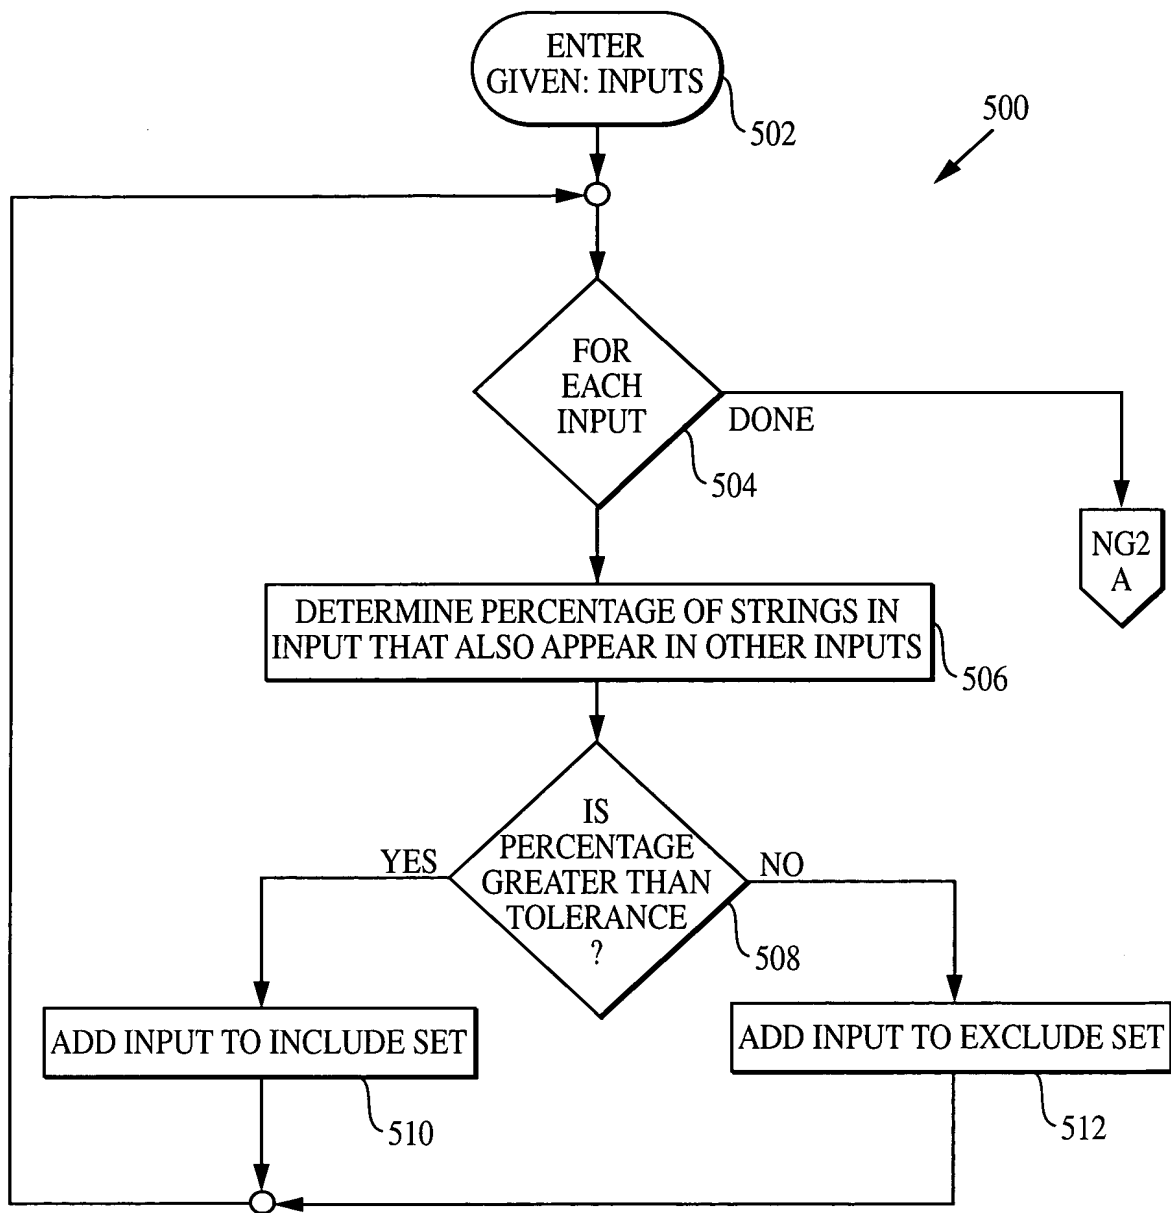 ENTER
GIVEN: INPUTS
502
500
FOR
EACH
INPUT
DONE
504
NG2
A
DETERMINE PERCENTAGE OF STRINGS IN
INPUT THAT ALSO APPEAR IN OTHER INPUTS
506
IS
PERCENTAGE
GREATER THAN
TOLERANCE
?
YES
NO
508
ADD INPUT TO INCLUDE SET
510
ADD INPUT TO EXCLUDE SET
512